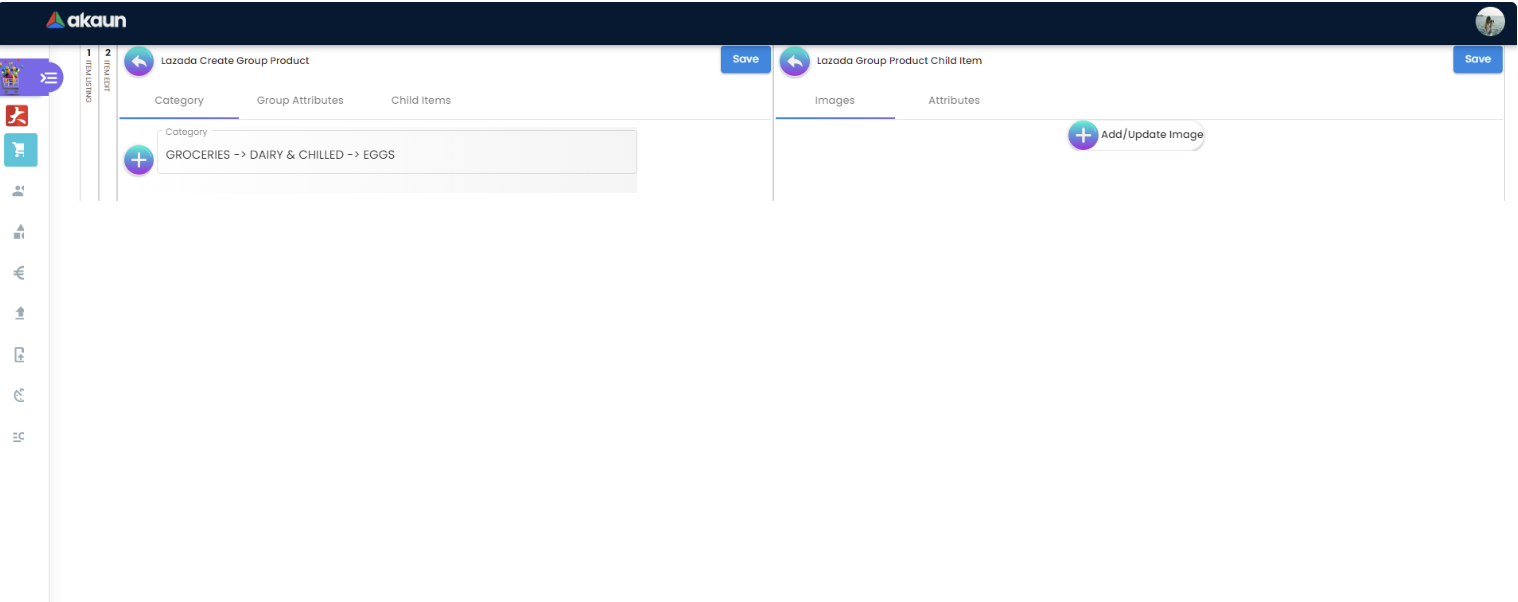 akaun
1 ITEM LISTING
2 ITEM EDIT
Lazada Create Group Product
Save
Category
Group Attributes
Child Items
Category
GROCERIES -> DAIRY & CHILLED -> EGGS
Lazada Group Product Child Item
Save
Images
Attributes
Add/Update Image